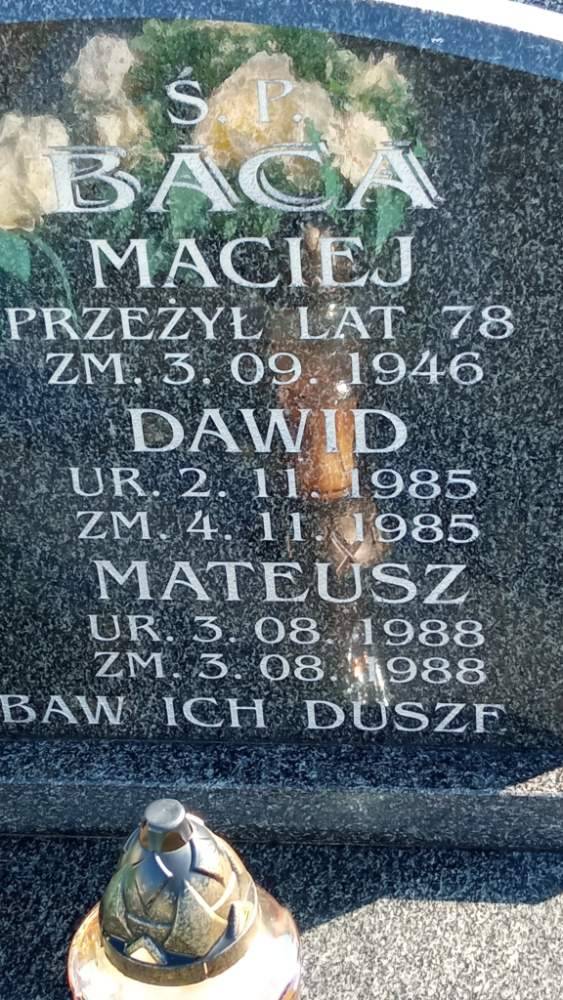 Ś. P.
BACA
MACIEJ
PRZEŻYŁ LAT 78
ZM. 3. 09. 1946
DAWID
UR. 2. 11. 1985
ZM. 4. 11. 1985
MATEUSZ
UR. 3. 08. 1988
ZM. 3. 08. 1988
BAW ICH DUSZE